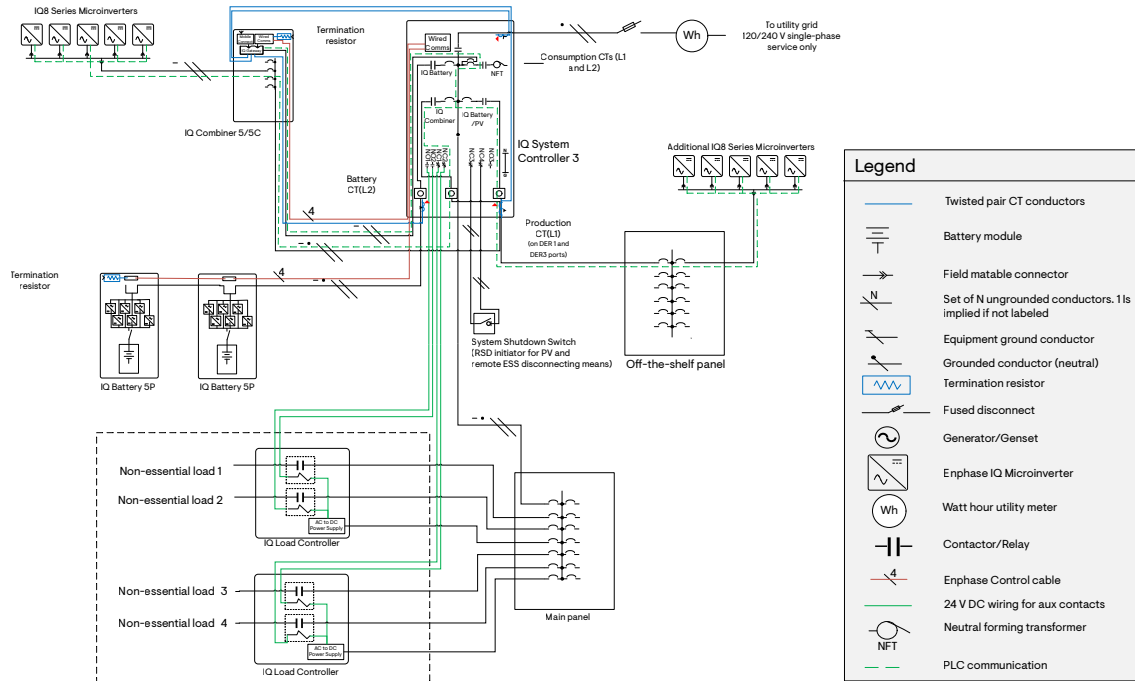 IQ8 Series Microinverters
Termination
resistor
Wired
Comms
Wired
Comms
To utility grid
120/240 V single-phase
service only
Wh
Consumption CTs (L1
and L2)
IQ Battery
NFT
IQ Combiner 5/5C
IQ
Combiner
IQ Battery
/PV
IQ System
Controller 3
Additional IQ8 Series Microinverters
Battery
CT(L2)
4
Production
CT(L1)
(on DER 1 and
DER3 ports)
Termination
resistor
4
System Shutdown Switch
(RSD initiator for PV and
remote ESS disconnecting means)
Off-the-shelf panel
IQ Battery 5P
IQ Battery 5P
Non-essential load 1
Non-essential load 2
AC to DC
Power Supply
IQ Load Controller
Non-essential load 3
Non-essential load 4
AC to DC
Power Supply
IQ Load Controller
Main panel
Legend
Twisted pair CT conductors
Battery module
Field matable connector
N
Set of N ungrounded conductors. 1 Is
implied if not labeled
Equipment ground conductor
Grounded conductor (neutral)
Termination resistor
Fused disconnect
Generator/Genset
Enphase IQ Microinverter
Wh
Watt hour utility meter
Contactor/Relay
4
Enphase Control cable
24 V DC wiring for aux contacts
Neutral forming transformer
NFT
PLC communication